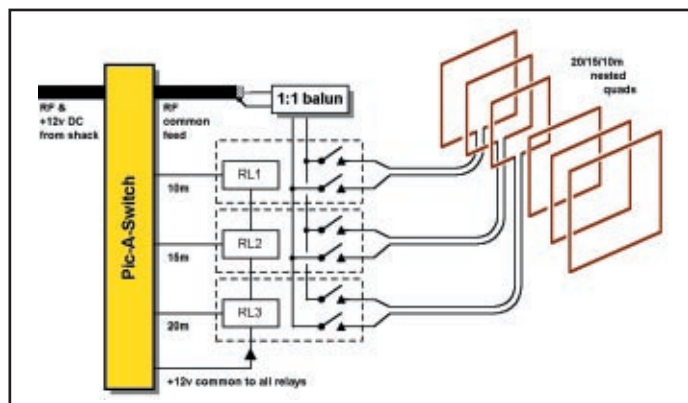 RF &
+12v DC
from shack
Pic-A-Switch
RF
common
feed
1:1 balun
20/15/10m
nested
quads
10m
RL1
15m
RL2
20m
RL3
+12v common to all relays